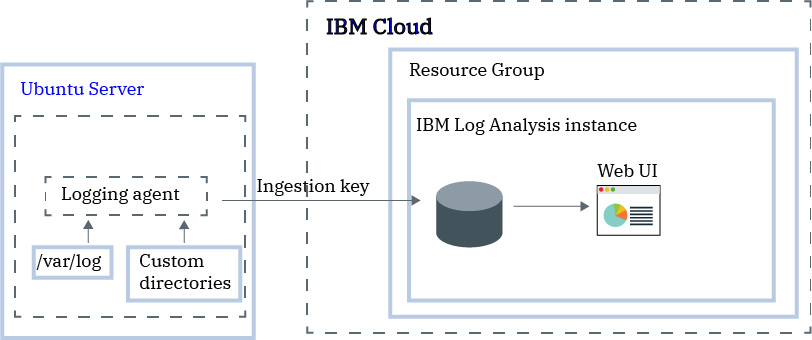 IBM Cloud
Resource Group
Ubuntu Server
IBM Log Analysis instance
Web UI
Logging agent
Ingestion key
/var/log
Custom
directories